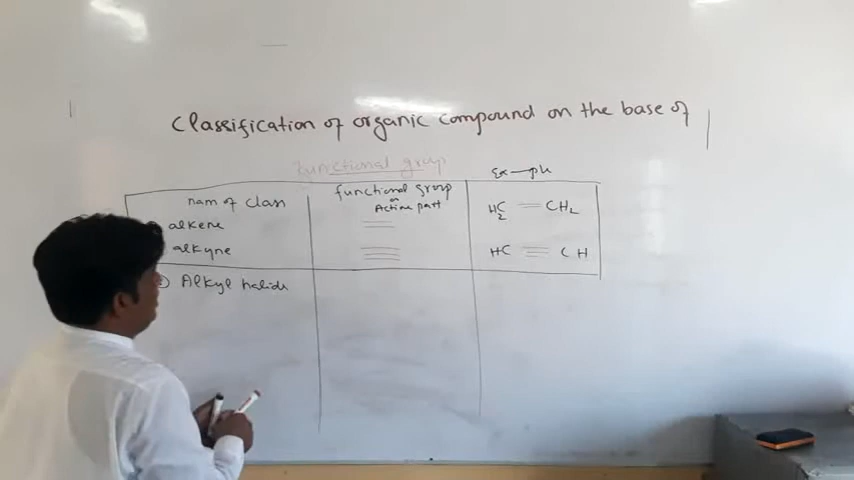 Classification of organic compound on the base of
functional group
Ex—ple
nam of class
functional group
or
Active part
alkene
H₂C = CH₂
alkyne
≡
HC ≡ CH
Alkyl halide